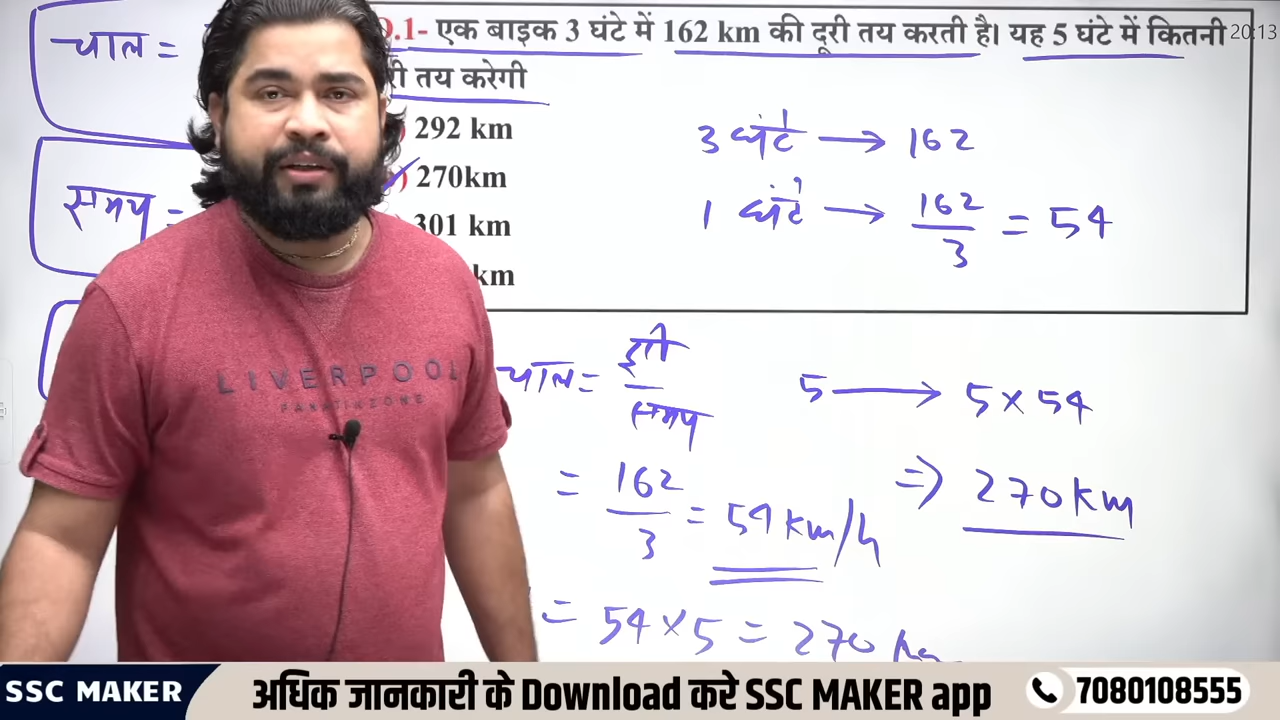 चाल =
Q.1- एक बाइक 3 घंटे में 162 km की दूरी तय करती है। यह 5 घंटे में कितनी
री तय करेगी
20:13
292 km
270km
301 km
km
समय =
3 घंटे → 162
1 घंटे → 162/3 = 54
चाल = दूरी/समय
= 162/3 = 54 km/h
= 54 × 5 = 270 km
5 → 5 × 54
⇒ 270 km
LIVERPOOL
FANATIKZONE
SSC MAKER
अधिक जानकारी के Download करे SSC MAKER app
7080108555